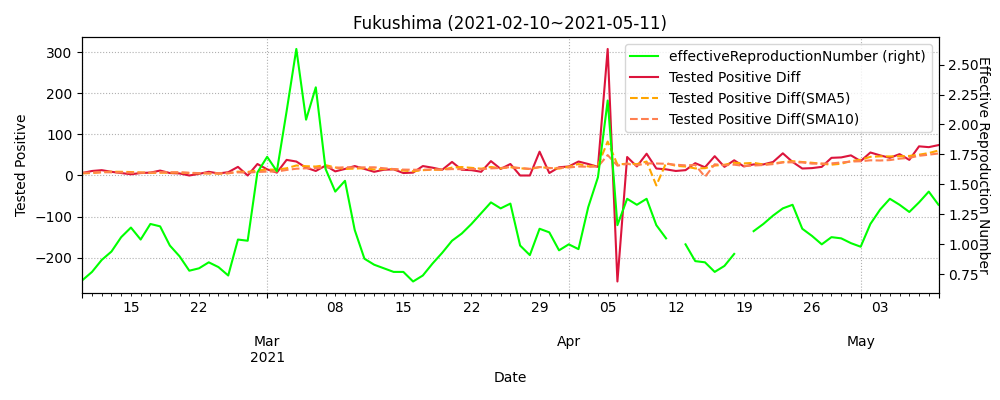 Fukushima (2021-02-10~2021-05-11)
effectiveReproductionNumber (right)
Tested Positive Diff
Tested Positive Diff(SMA5)
Tested Positive Diff(SMA10)
Tested Positive
300
200
100
0
−100
−200
2.50
2.25
2.00
1.75
1.50
1.25
1.00
0.75
Effective Reproduction Number
15 22 08 15 22 29 05 12 19 26 03
Mar Apr May
2021
Date